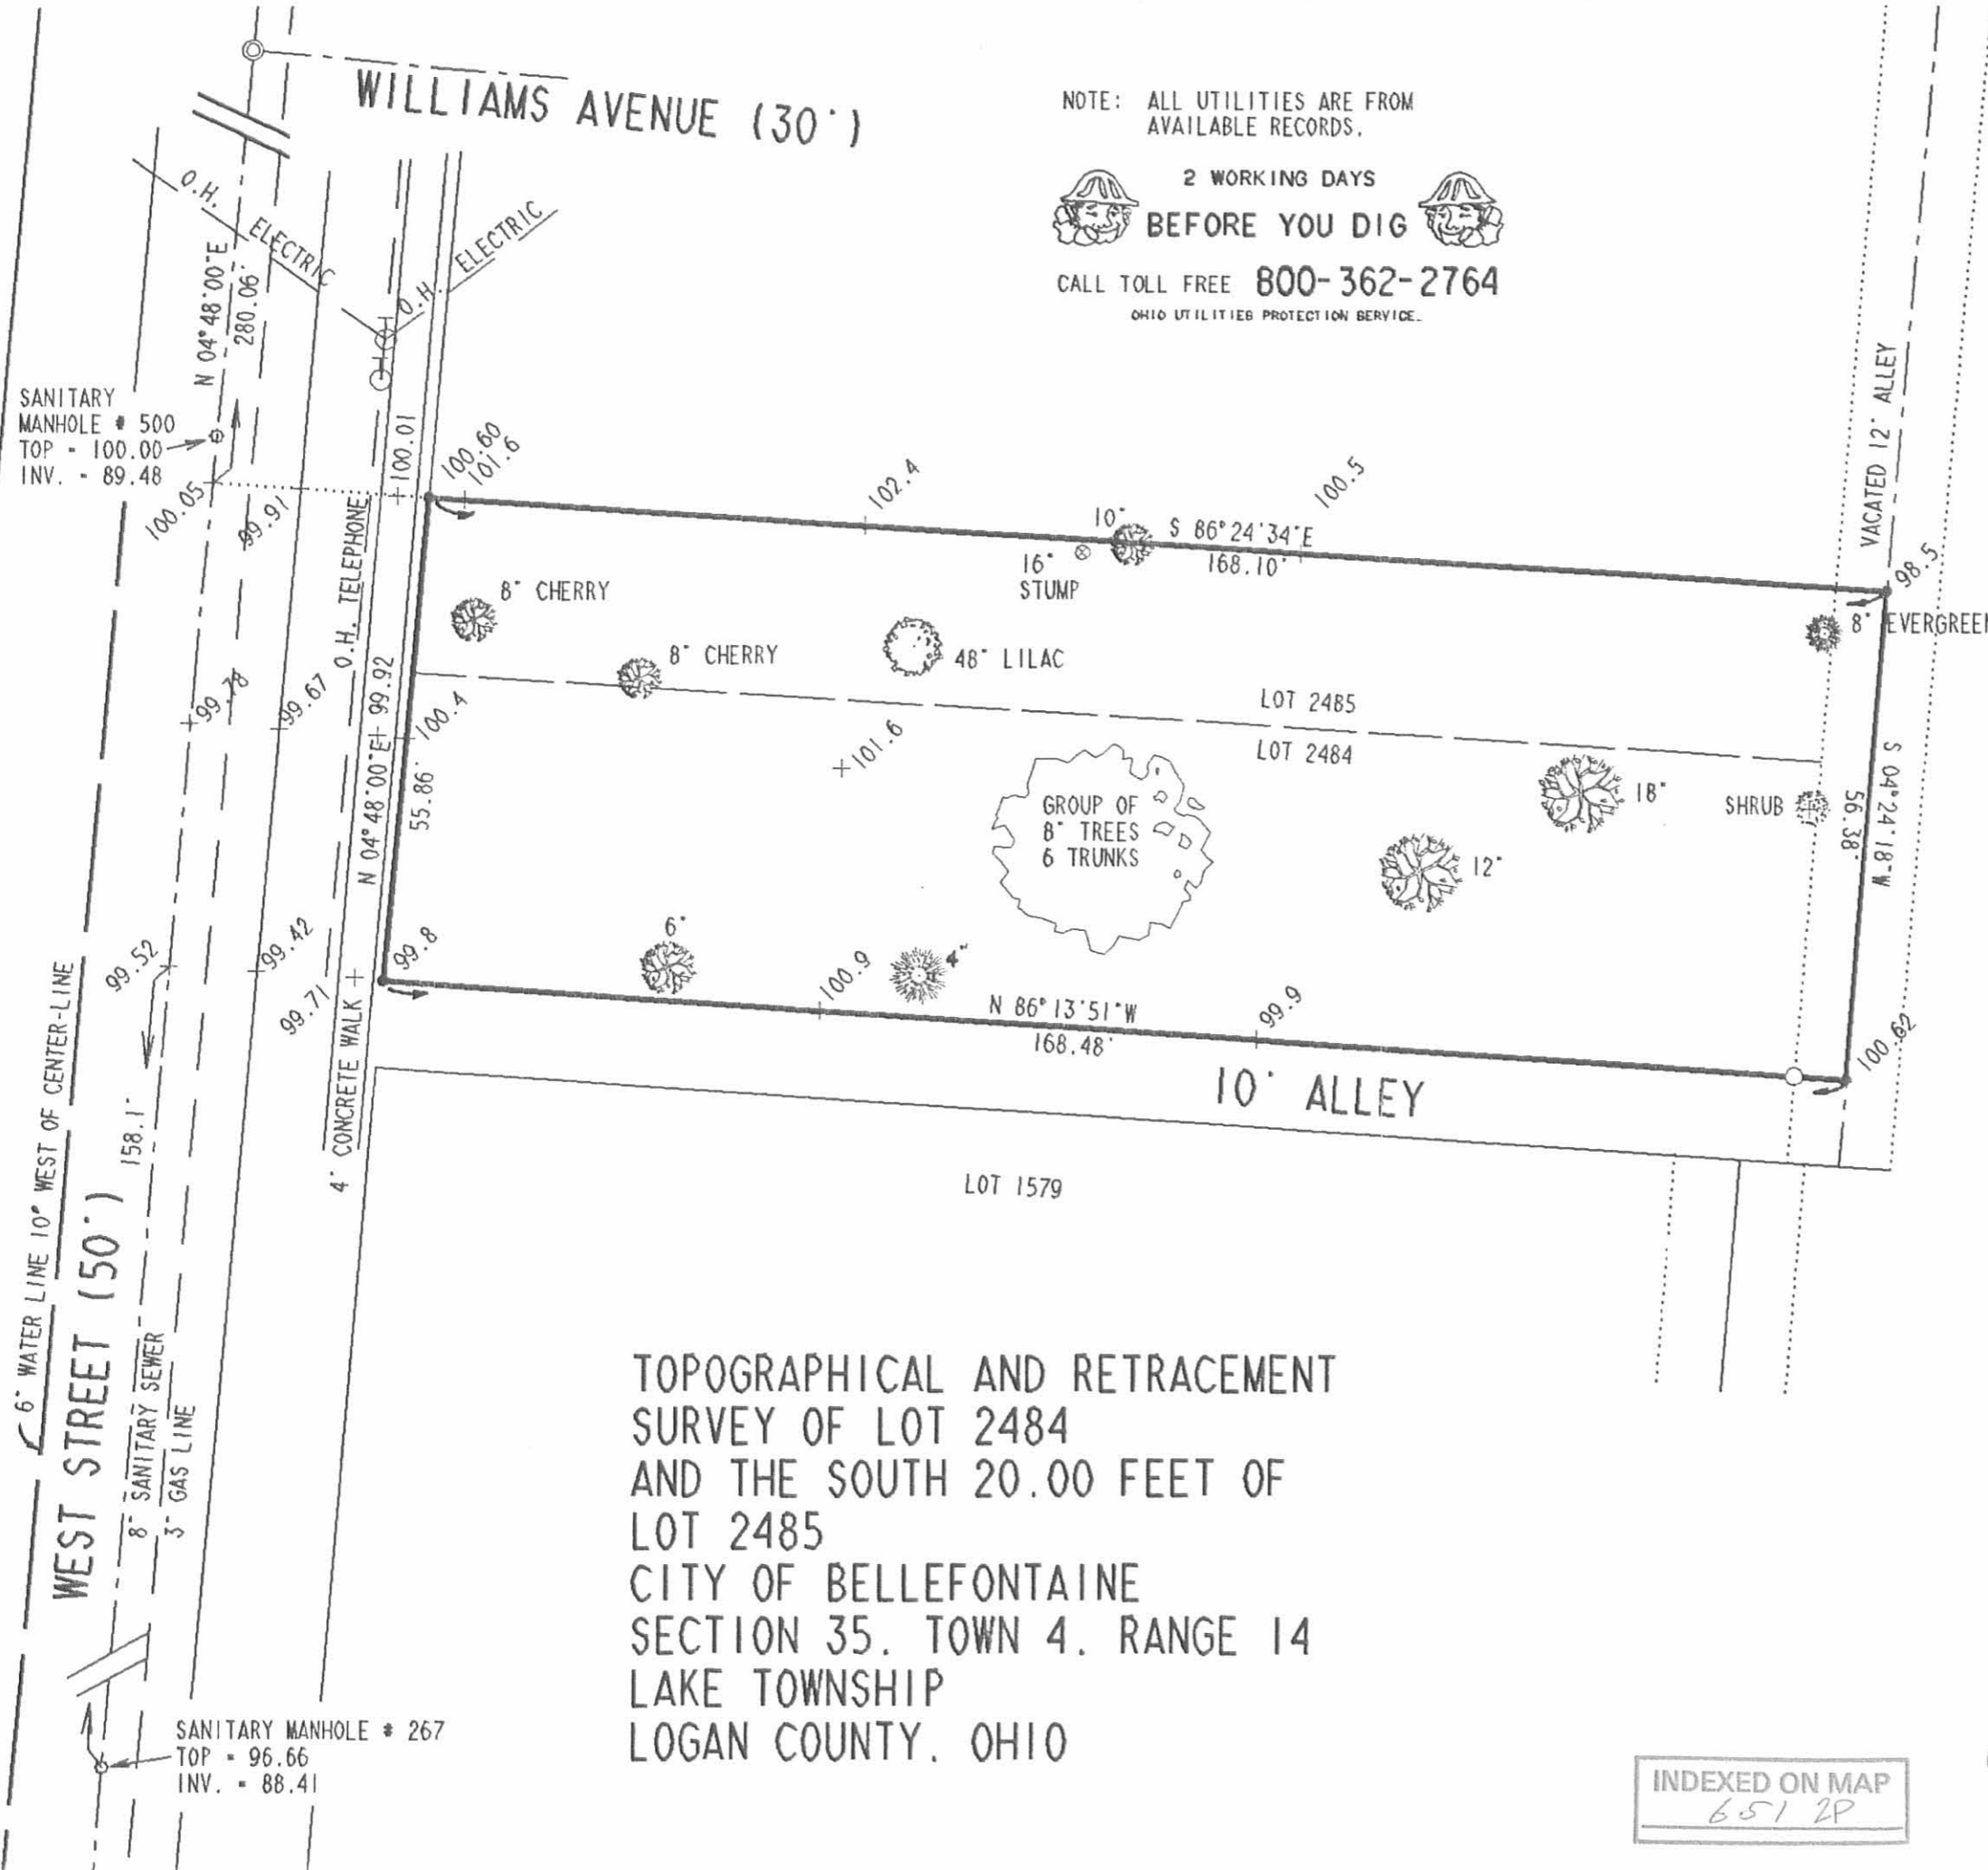 WILLIAMS AVENUE (30')
NOTE: ALL UTILITIES ARE FROM
AVAILABLE RECORDS.
2 WORKING DAYS
BEFORE YOU DIG
CALL TOLL FREE 800-362-2764
OHIO UTILITIES PROTECTION SERVICE.
O.H. ELECTRIC
O.H. ELECTRIC
N 04°48'00"E
280.06'
SANITARY
MANHOLE # 500
TOP = 100.00
INV. = 89.48
100.05
99.91
100.01
100.60
101.6
102.4
10"
S 86°24'34"E
168.10'
100.5
VACATED 12' ALLEY
98.5
16"
STUMP
8" CHERRY
8" CHERRY
48" LILAC
8" EVERGREEN
O.H. TELEPHONE
99.78
99.67
99.92
100.4
LOT 2485
LOT 2484
101.6
N 04°48'00"E
55.86'
GROUP OF
8" TREES
6 TRUNKS
18"
12"
SHRUB
S 04°24'18"W
56.38'
99.52
99.42
99.71
99.8
6"
100.9
4"
N 86°13'51"W
168.48'
99.9
100.62
4' CONCRETE WALK
10' ALLEY
LOT 1579
6" WATER LINE 10' WEST OF CENTER-LINE
158.1'
WEST STREET (50')
8" SANITARY SEWER
3" GAS LINE
TOPOGRAPHICAL AND RETRACEMENT
SURVEY OF LOT 2484
AND THE SOUTH 20.00 FEET OF
LOT 2485
CITY OF BELLEFONTAINE
SECTION 35. TOWN 4. RANGE 14
LAKE TOWNSHIP
LOGAN COUNTY. OHIO
SANITARY MANHOLE # 267
TOP = 96.66
INV. = 88.41
INDEXED ON MAP
651 2P